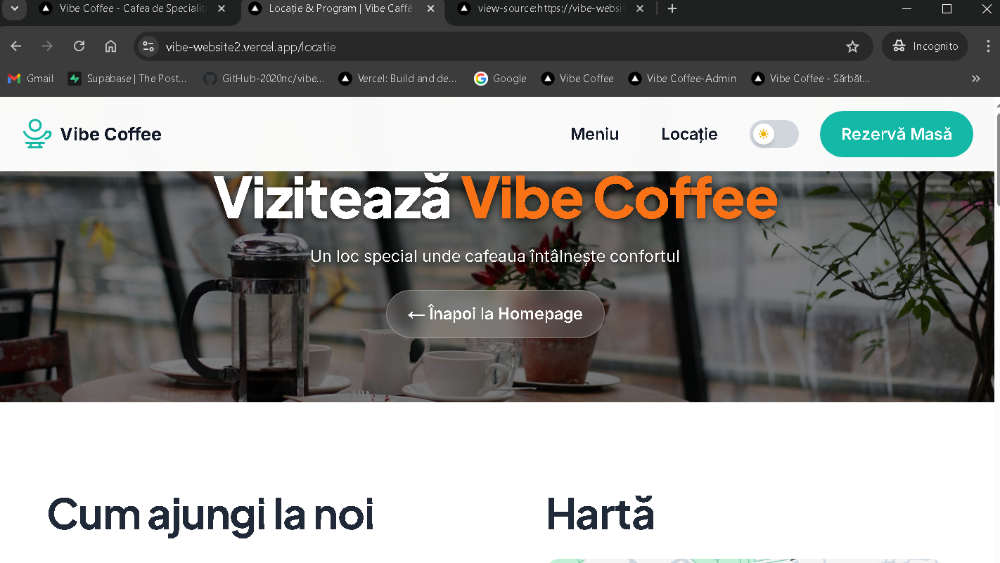 Vibe Coffee - Cafea de Specialit
Locație & Program | Vibe Caffè
view-source:https://vibe-websi
vibe-website2.vercel.app/locatie
Incognito
Gmail
Supabase | The Post...
GitHub-2020nc/vibe...
Vercel: Build and de...
Google
Vibe Coffee
Vibe Coffee-Admin
Vibe Coffee - Sărbăt...
Vibe Coffee
Meniu
Locație
Rezervă Masă
Vizitează Vibe Coffee
Un loc special unde cafeaua întâlnește confortul
← Înapoi la Homepage
Cum ajungi la noi
Hartă